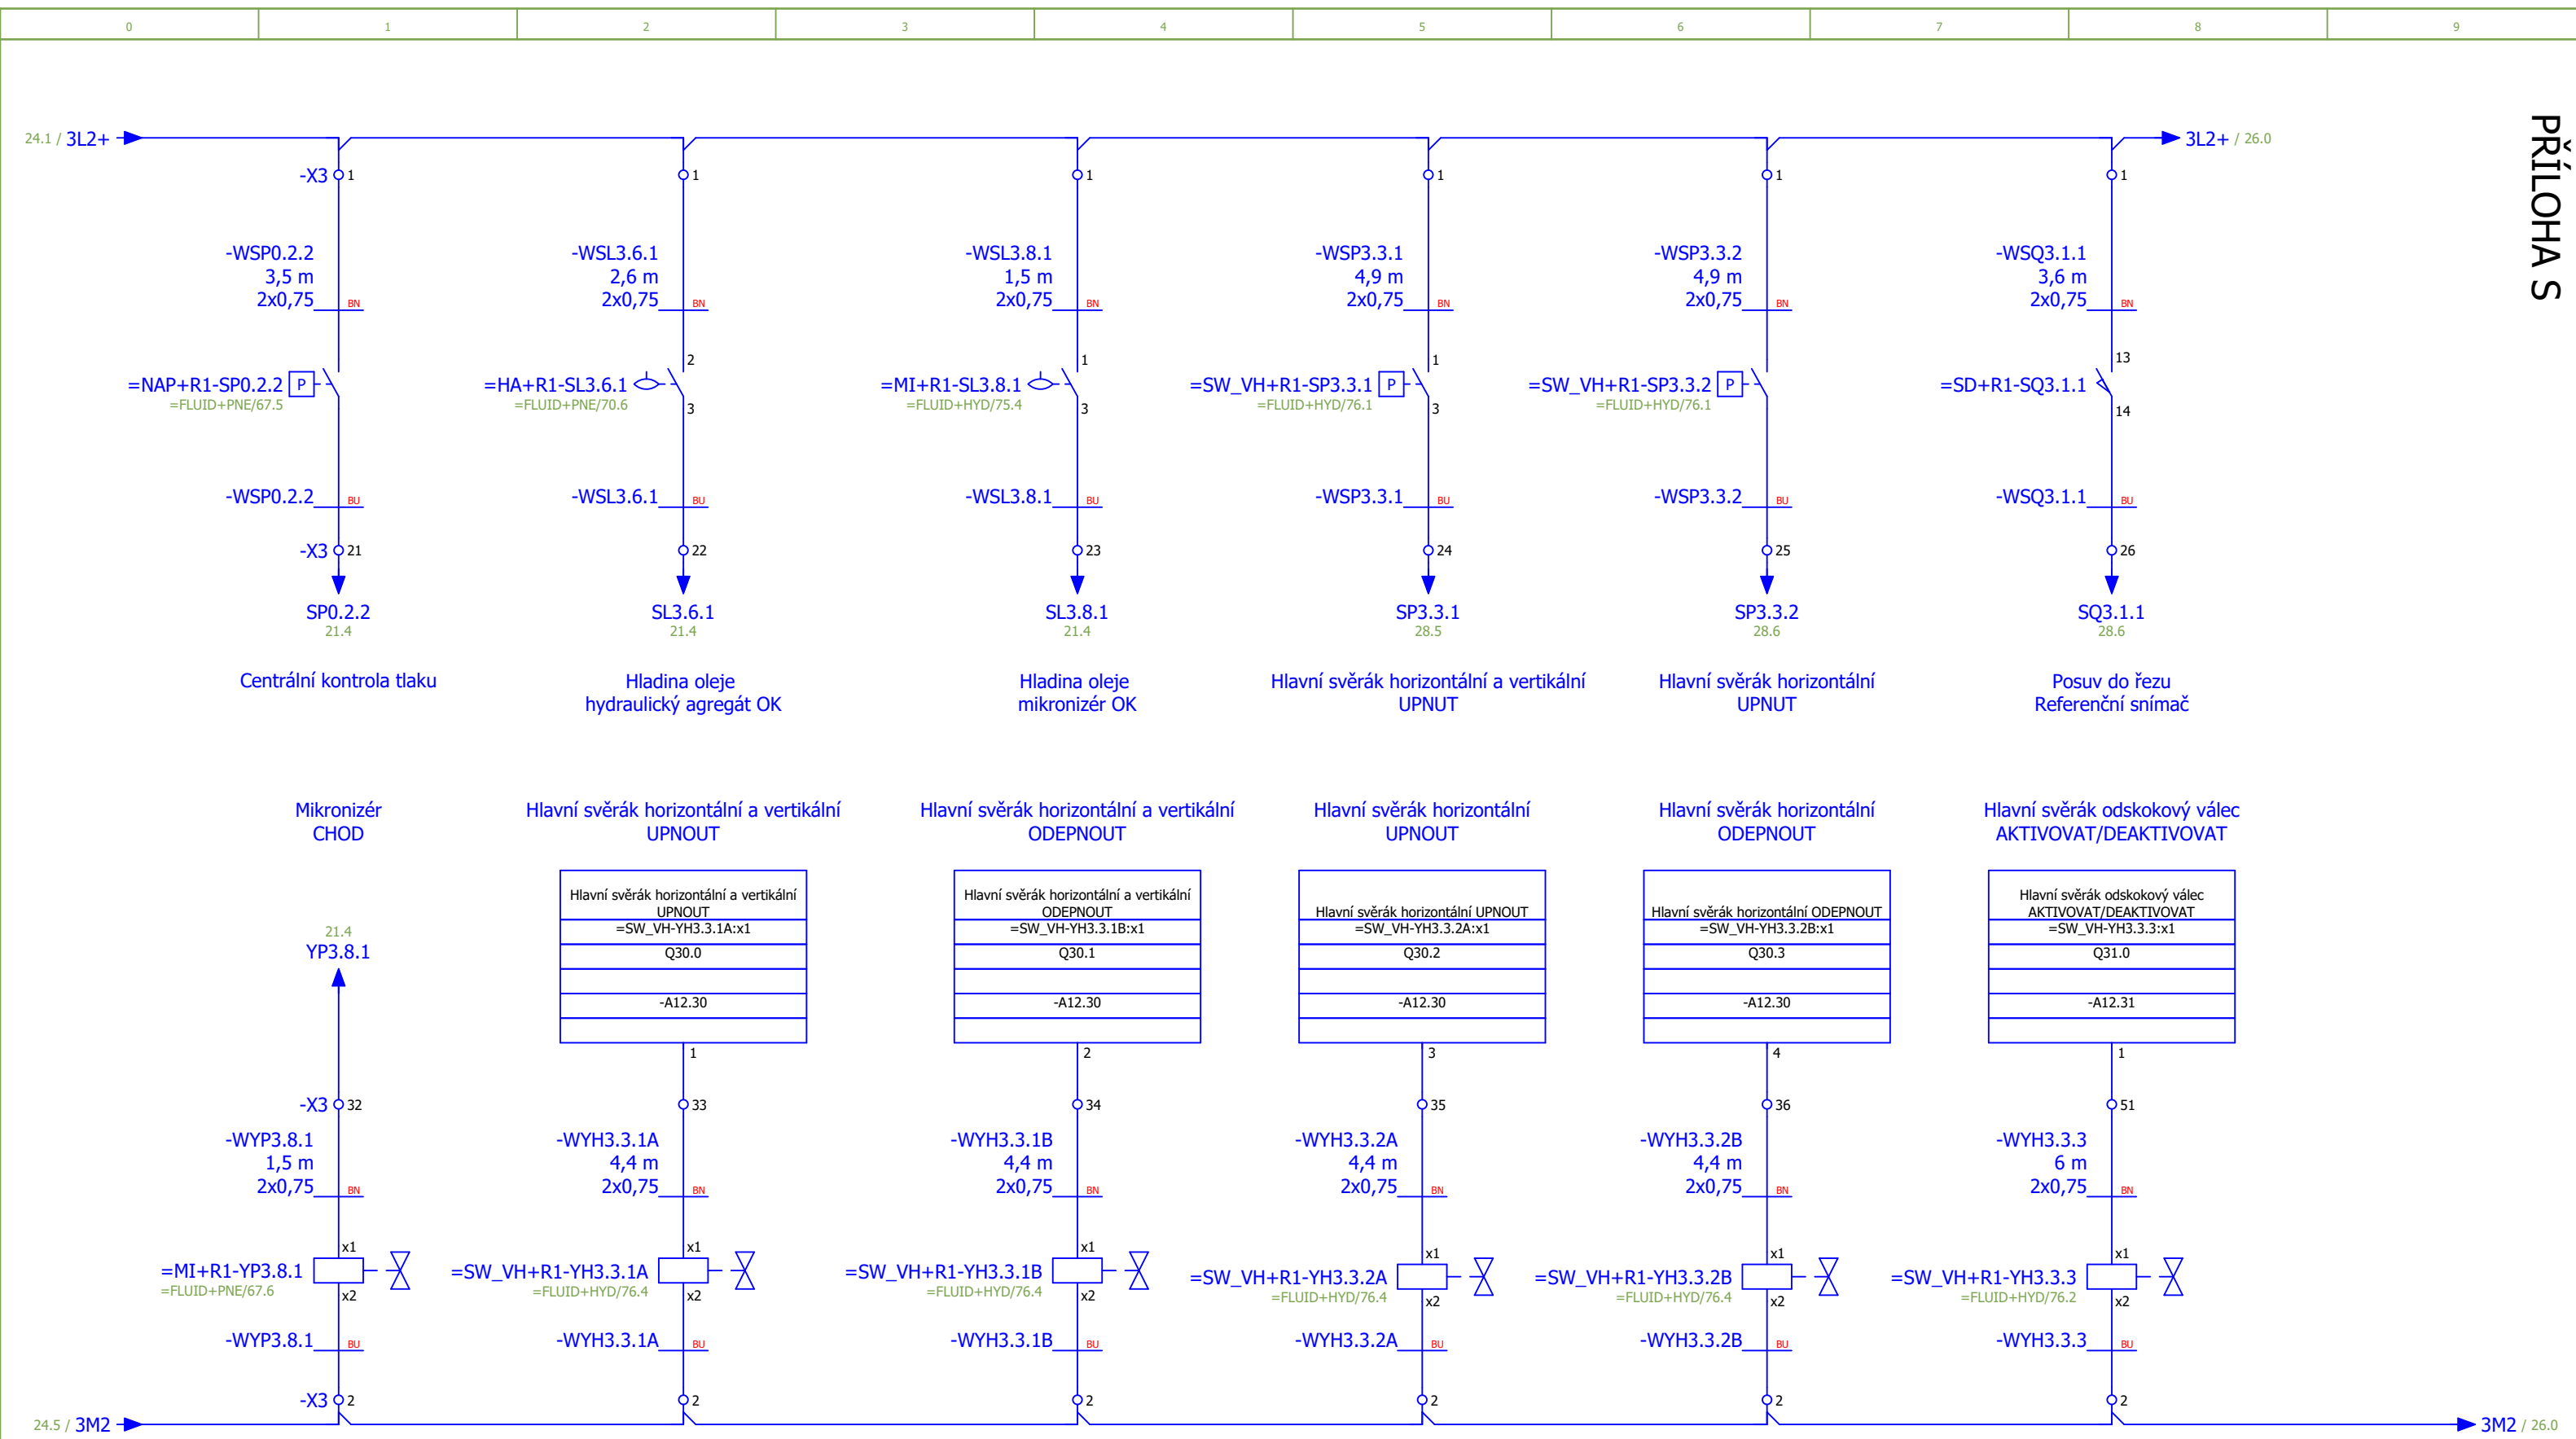 0 1 2 3 4 5 6 7 8 9
PŘÍLOHA S
24.1 / 3L2+
3L2+ / 26.0
-X3 1 1 1 1 1 1
-WSP0.2.2 -WSL3.6.1 -WSL3.8.1 -WSP3.3.1 -WSP3.3.2 -WSQ3.1.1
3,5 m 2,6 m 1,5 m 4,9 m 4,9 m 3,6 m
2x0,75 BN 2x0,75 BN 2x0,75 BN 2x0,75 BN 2x0,75 BN 2x0,75 BN
2 1 1 13
=NAP+R1-SP0.2.2 P =HA+R1-SL3.6.1 =MI+R1-SL3.8.1 =SW_VH+R1-SP3.3.1 P =SW_VH+R1-SP3.3.2 P =SD+R1-SQ3.1.1
=FLUID+PNE/67.5 =FLUID+PNE/70.6 =FLUID+HYD/75.4 =FLUID+HYD/76.1 =FLUID+HYD/76.1
3 3 3 14
-WSP0.2.2 BU -WSL3.6.1 BU -WSL3.8.1 BU -WSP3.3.1 BU -WSP3.3.2 BU -WSQ3.1.1 BU
-X3 21 22 23 24 25 26
SP0.2.2 SL3.6.1 SL3.8.1 SP3.3.1 SP3.3.2 SQ3.1.1
21.4 21.4 21.4 28.5 28.6 28.6
Centrální kontrola tlaku
Hladina oleje
hydraulický agregát OK
Hladina oleje
mikronizér OK
Hlavní svěrák horizontální a vertikální
UPNUT
Hlavní svěrák horizontální
UPNUT
Posuv do řezu
Referenční snímač
Mikronizér
CHOD
Hlavní svěrák horizontální a vertikální
UPNOUT
Hlavní svěrák horizontální a vertikální
ODEPNOUT
Hlavní svěrák horizontální
UPNOUT
Hlavní svěrák horizontální
ODEPNOUT
Hlavní svěrák odskokový válec
AKTIVOVAT/DEAKTIVOVAT
21.4
YP3.8.1
Hlavní svěrák horizontální a vertikální
UPNOUT
=SW_VH-YH3.3.1A:x1
Q30.0
-A12.30
Hlavní svěrák horizontální a vertikální
ODEPNOUT
=SW_VH-YH3.3.1B:x1
Q30.1
-A12.30
Hlavní svěrák horizontální UPNOUT
=SW_VH-YH3.3.2A:x1
Q30.2
-A12.30
Hlavní svěrák horizontální ODEPNOUT
=SW_VH-YH3.3.2B:x1
Q30.3
-A12.30
Hlavní svěrák odskokový válec
AKTIVOVAT/DEAKTIVOVAT
=SW_VH-YH3.3.3:x1
Q31.0
-A12.31
1 2 3 4 1
-X3 32 33 34 35 36 51
-WYP3.8.1 -WYH3.3.1A -WYH3.3.1B -WYH3.3.2A -WYH3.3.2B -WYH3.3.3
1,5 m 4,4 m 4,4 m 4,4 m 4,4 m 6 m
2x0,75 BN 2x0,75 BN 2x0,75 BN 2x0,75 BN 2x0,75 BN 2x0,75 BN
x1 x1 x1 x1 x1 x1
=MI+R1-YP3.8.1 =SW_VH+R1-YH3.3.1A =SW_VH+R1-YH3.3.1B =SW_VH+R1-YH3.3.2A =SW_VH+R1-YH3.3.2B =SW_VH+R1-YH3.3.3
=FLUID+PNE/67.6 =FLUID+HYD/76.4 =FLUID+HYD/76.4 =FLUID+HYD/76.4 =FLUID+HYD/76.4 =FLUID+HYD/76.2
x2 x2 x2 x2 x2 x2
-WYP3.8.1 BU -WYH3.3.1A BU -WYH3.3.1B BU -WYH3.3.2A BU -WYH3.3.2B BU -WYH3.3.3 BU
-X3 2 2 2 2 2 2
24.5 / 3M2
3M2 / 26.0